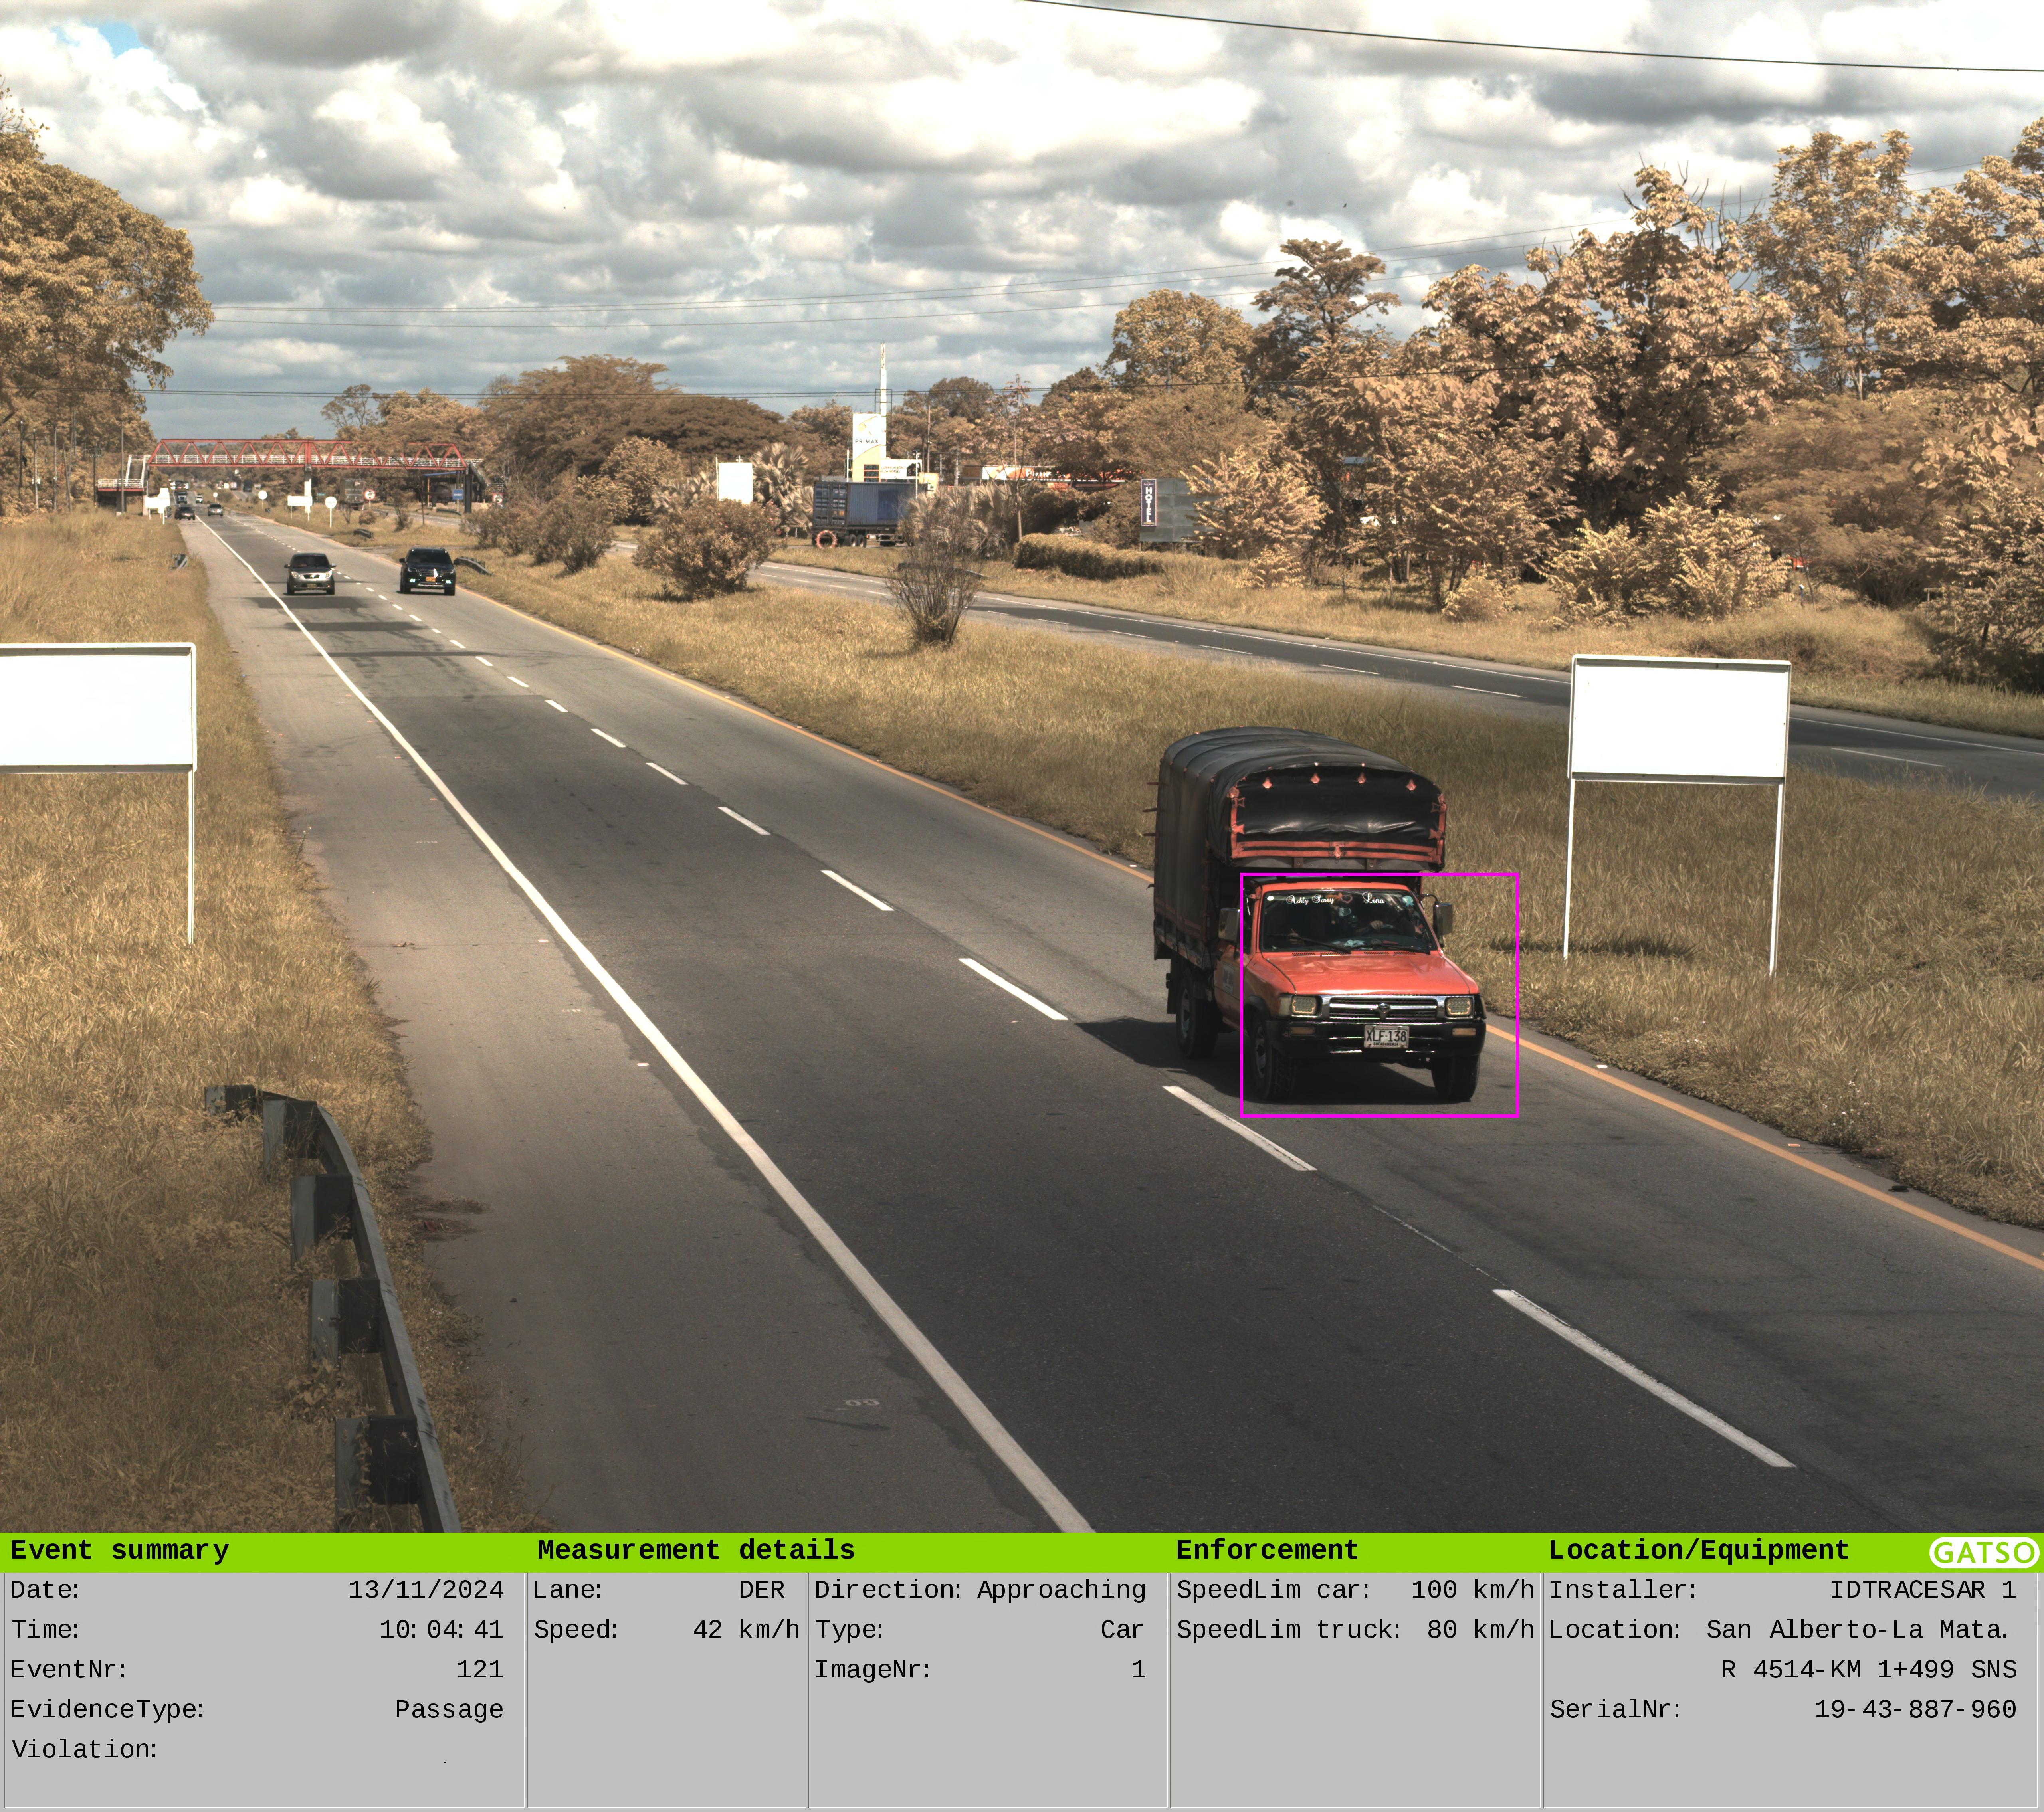 PRIMAX
HOTEL
Lina
XLF·138
Event summary
Date: 13/11/2024
Time: 10:04:41
EventNr: 121
EvidenceType: Passage
Violation:
Measurement details
Lane: DER
Speed: 42 km/h
Direction: Approaching
Type: Car
ImageNr: 1
Enforcement
SpeedLim car: 100 km/h
SpeedLim truck: 80 km/h
Location/Equipment
GATSO
Installer: IDTRACESAR 1
Location: San Alberto-La Mata.
R 4514-KM 1+499 SNS
SerialNr: 19-43-887-960